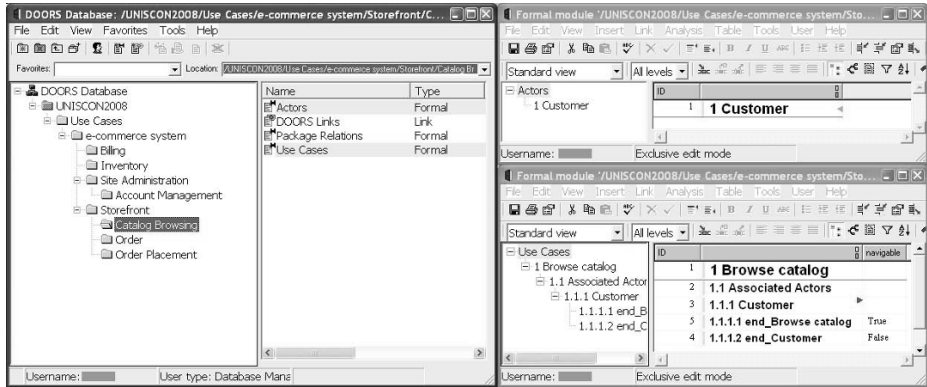 DOORS Database: /UNISCON2008/Use Cases/e-commerce system/Storefront/C...
File Edit View Favorites Tools Help
Favorites: Location: /UNISCON2008/Use Cases/e-commerce system/Storefront/Catalog Br
DOORS Database
UNISCON2008
Use Cases
e-commerce system
Billing
Inventory
Site Administration
Account Management
Storefront
Catalog Browsing
Order
Order Placement
Name Type
Actors Formal
DOORS Links Link
Package Relations Formal
Use Cases Formal
Username: User type: Database Mana
Formal module '/UNISCON2008/Use Cases/e-commerce system/Sto...
File Edit View Insert Link Analysis Table Tools User Help
Standard view All levels
Actors
1 Customer
ID
1 1 Customer
Username: Exclusive edit mode
Formal module '/UNISCON2008/Use Cases/e-commerce system/Sto...
File Edit View Insert Link Analysis Table Tools User Help
Standard view All levels
Use Cases
1 Browse catalog
1.1 Associated Actor
1.1.1 Customer
1.1.1.1 end_B
1.1.1.2 end_C
ID navigable
1 1 Browse catalog
2 1.1 Associated Actors
3 1.1.1 Customer
5 1.1.1.1 end_Browse catalog True
4 1.1.1.2 end_Customer False
Username: Exclusive edit mode